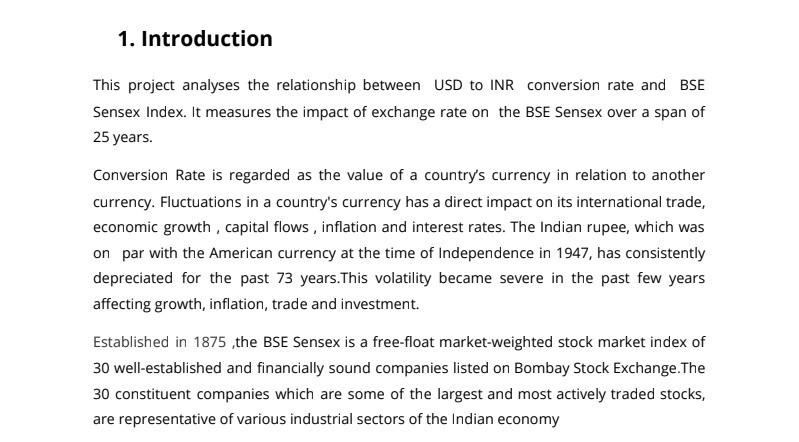 1. Introduction
This project analyses the relationship between USD to INR conversion rate and BSE
Sensex Index. It measures the impact of exchange rate on the BSE Sensex over a span of
25 years.
Conversion Rate is regarded as the value of a country’s currency in relation to another
currency. Fluctuations in a country's currency has a direct impact on its international trade,
economic growth , capital flows , inflation and interest rates. The Indian rupee, which was
on par with the American currency at the time of Independence in 1947, has consistently
depreciated for the past 73 years.This volatility became severe in the past few years
affecting growth, inflation, trade and investment.
Established in 1875 ,the BSE Sensex is a free-float market-weighted stock market index of
30 well-established and financially sound companies listed on Bombay Stock Exchange.The
30 constituent companies which are some of the largest and most actively traded stocks,
are representative of various industrial sectors of the Indian economy